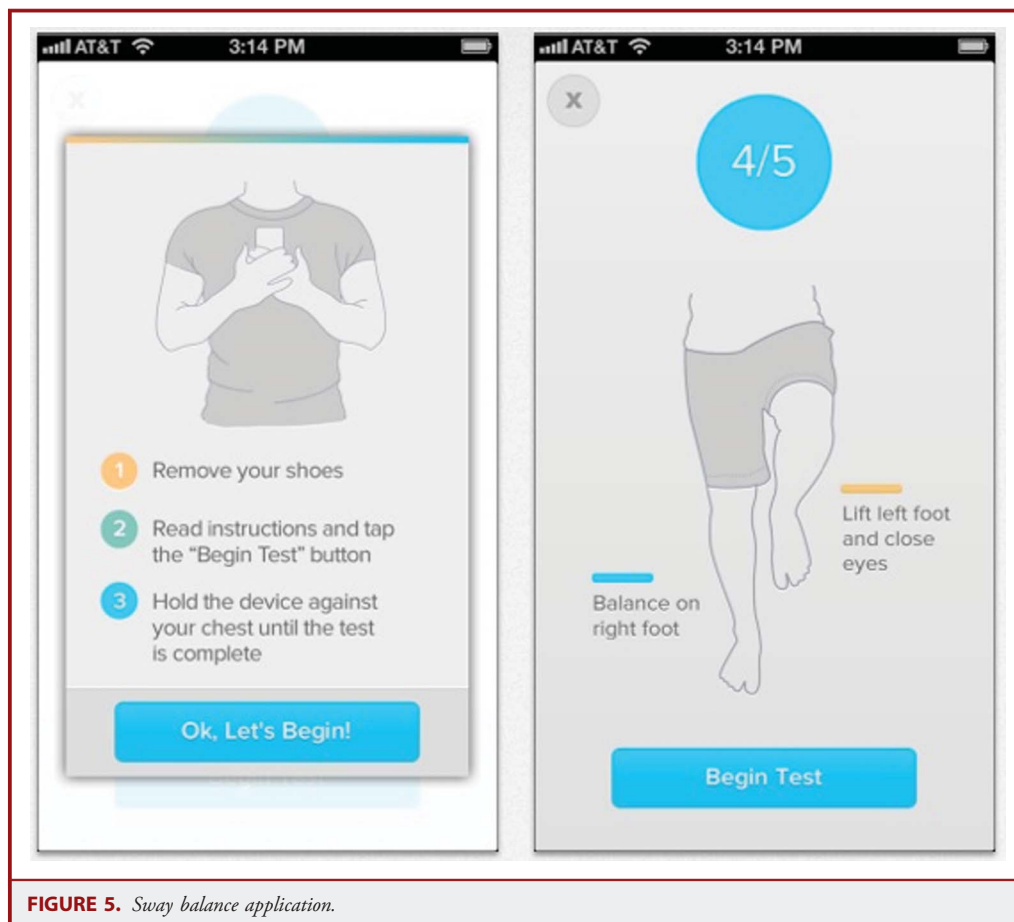 AT&T 3:14 PM
X
1 Remove your shoes
2 Read instructions and tap
the “Begin Test” button
3 Hold the device against
your chest until the test
is complete
Ok, Let's Begin!
AT&T 3:14 PM
X
4/5
Lift left foot
and close
eyes
Balance on
right foot
Begin Test
FIGURE 5. Sway balance application.